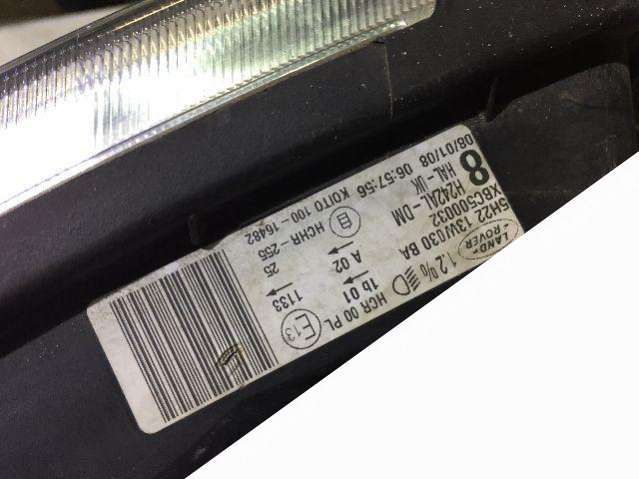 LAND-
ROVER
5H22 13W030 BA
XBC500032
H242AL-DM
HAL-UK
8
08/01/08 06:57:56 KOITO 100-16482
1.2%
HCR 00 PL
1b 01
A 02
HCHR-255
25
1133
E13